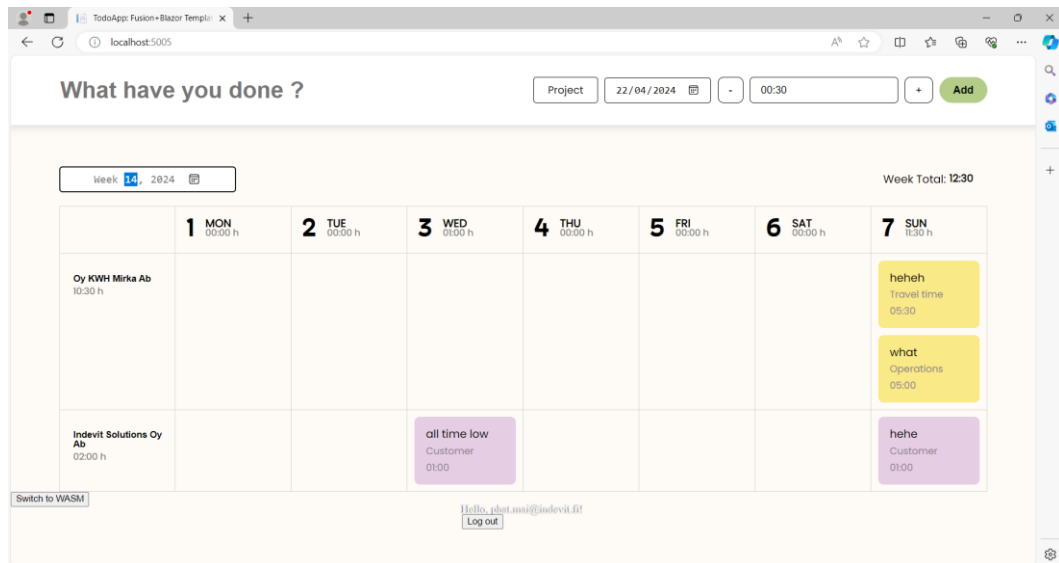 TodoApp: Fusion+Blazor Templat
localhost:5005
What have you done ?
Project 22/04/2024 - 00:30 + Add
Week 14, 2024
Week Total: 12:30
1 MON 00:00 h
2 TUE 00:00 h
3 WED 01:00 h
4 THU 00:00 h
5 FRI 00:00 h
6 SAT 00:00 h
7 SUN 11:30 h
Oy KWH Mirka Ab
10:30 h
heheh
Travel time
05:30
what
Operations
05:00
Indevit Solutions Oy
Ab
02:00 h
all time low
Customer
01:00
hehe
Customer
01:00
Switch to WASM
Hello,
Log out